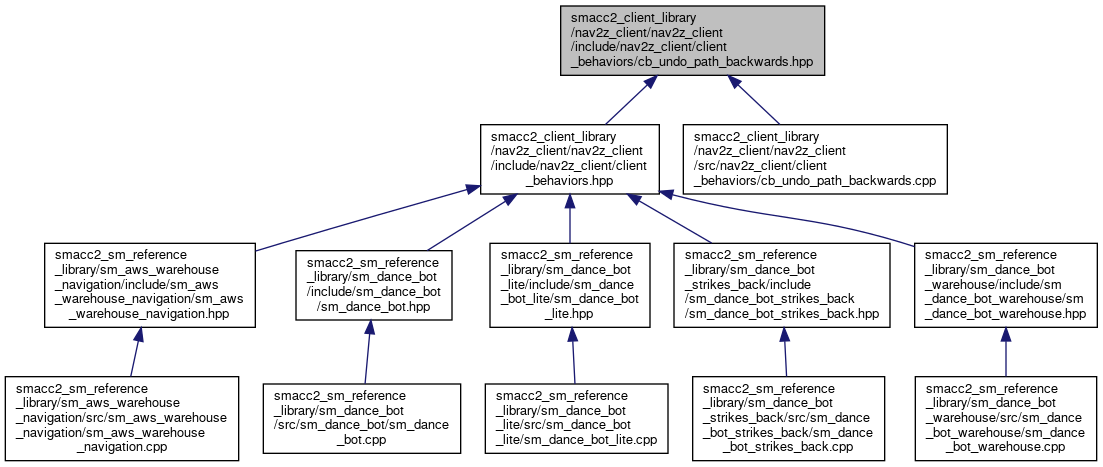 smacc2_client_library
/nav2z_client/nav2z_client
/include/nav2z_client/client
_behaviors/cb_undo_path_backwards.hpp
smacc2_client_library
/nav2z_client/nav2z_client
/include/nav2z_client/client
_behaviors.hpp
smacc2_client_library
/nav2z_client/nav2z_client
/src/nav2z_client/client
_behaviors/cb_undo_path_backwards.cpp
smacc2_sm_reference
_library/sm_aws_warehouse
_navigation/include/sm_aws
_warehouse_navigation/sm_aws
_warehouse_navigation.hpp
smacc2_sm_reference
_library/sm_dance_bot
/include/sm_dance_bot
/sm_dance_bot.hpp
smacc2_sm_reference
_library/sm_dance_bot
_lite/include/sm_dance
_bot_lite/sm_dance_bot
_lite.hpp
smacc2_sm_reference
_library/sm_dance_bot
_strikes_back/include
/sm_dance_bot_strikes_back
/sm_dance_bot_strikes_back.hpp
smacc2_sm_reference
_library/sm_dance_bot
_warehouse/include/sm
_dance_bot_warehouse/sm
_dance_bot_warehouse.hpp
smacc2_sm_reference
_library/sm_aws_warehouse
_navigation/src/sm_aws_warehouse
_navigation/sm_aws_warehouse
_navigation.cpp
smacc2_sm_reference
_library/sm_dance_bot
/src/sm_dance_bot/sm_dance
_bot.cpp
smacc2_sm_reference
_library/sm_dance_bot
_lite/src/sm_dance_bot
_lite/sm_dance_bot_lite.cpp
smacc2_sm_reference
_library/sm_dance_bot
_strikes_back/src/sm_dance
_bot_strikes_back/sm_dance
_bot_strikes_back.cpp
smacc2_sm_reference
_library/sm_dance_bot
_warehouse/src/sm_dance
_bot_warehouse/sm_dance
_bot_warehouse.cpp